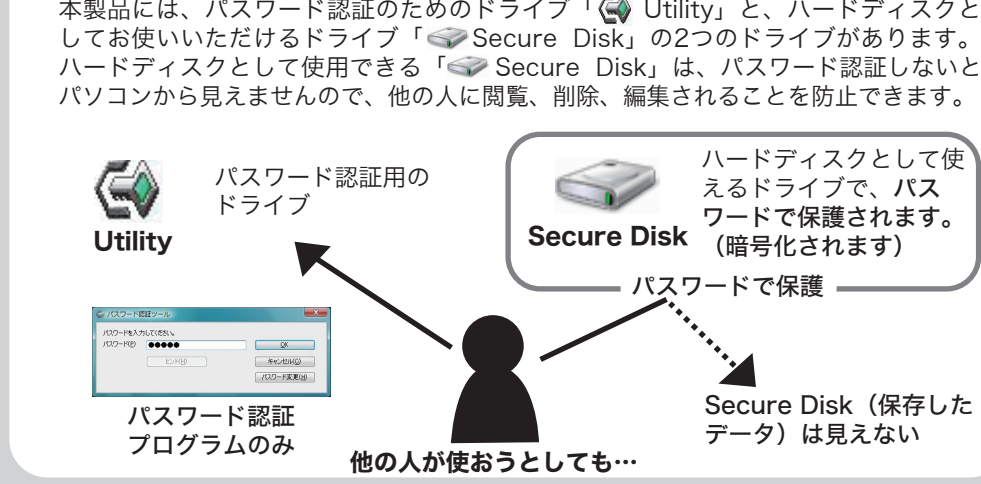 本製品には、パスワード認証のためのドライブ「 Utility」と、ハードディスクと
してお使いいただけるドライブ「 Secure Disk」の2つのドライブがあります。
ハードディスクとして使用できる「 Secure Disk」は、パスワード認証しないと
パソコンから見えませんので、他の人に閲覧、削除、編集されることを防止できます。
Utility
パスワード認証用の
ドライブ
Secure Disk
ハードディスクとして使
えるドライブで、パス
ワードで保護されます。
（暗号化されます）
パスワードで保護
パスワード認証ツール
パスワードを入力してください。
パスワード(P) ●●●●●
OK
ヒント(H)
キャンセル(C)
パスワード変更(H)
パスワード認証
プログラムのみ
他の人が使おうとしても…
Secure Disk（保存した
データ）は見えない